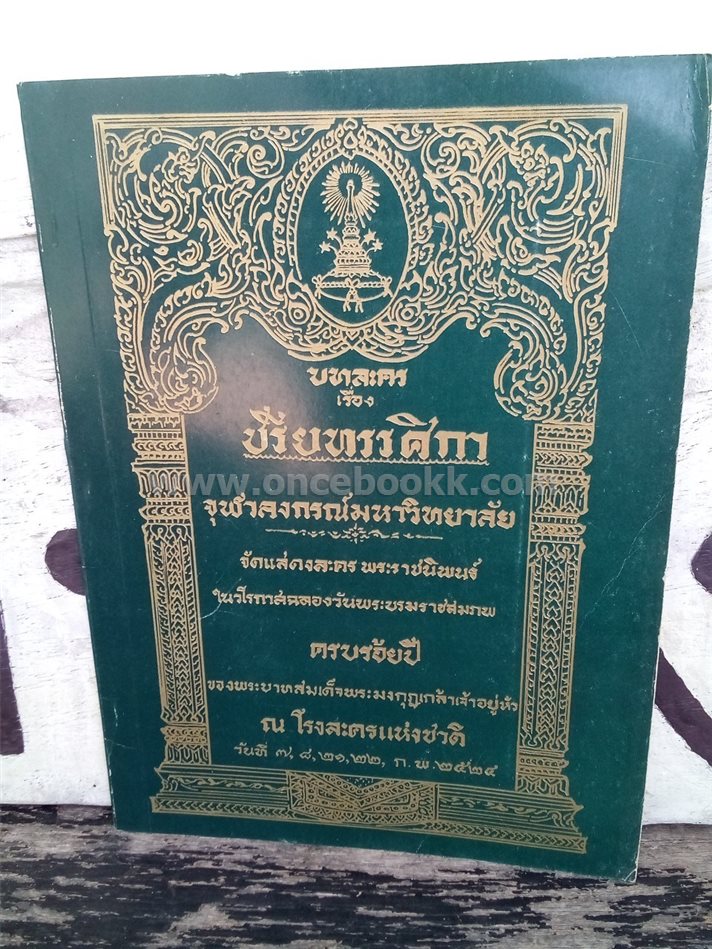 บทละคร
เรื่อง
ปรียทรรศิกา
www.oncebookk.com
จุฬาลงกรณ์มหาวิทยาลัย
จัดแสดงละคร พระราชนิพนธ์
ในวโรกาสฉลองวันพระบรมราชสมภพ
ครบร้อยปี
ของพระบาทสมเด็จพระมงกุฎเกล้าเจ้าอยู่หัว
ณ โรงละครแห่งชาติ
วันที่ ๗, ๘, ๒๑, ๒๒, ก.พ. ๒๕๒๔